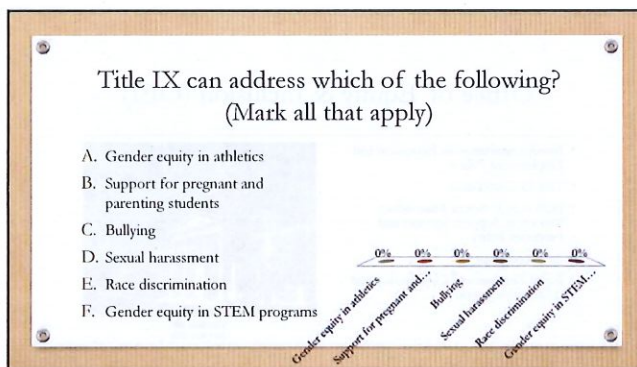 Title IX can address which of the following?
(Mark all that apply)
A. Gender equity in athletics
B. Support for pregnant and
parenting students
C. Bullying
D. Sexual harassment
E. Race discrimination
F. Gender equity in STEM programs
0% 0% 0% 0% 0% 0%
Gender equity in athletics
Support for pregnant and...
Bullying
Sexual harassment
Race discrimination
Gender equity in STEM...